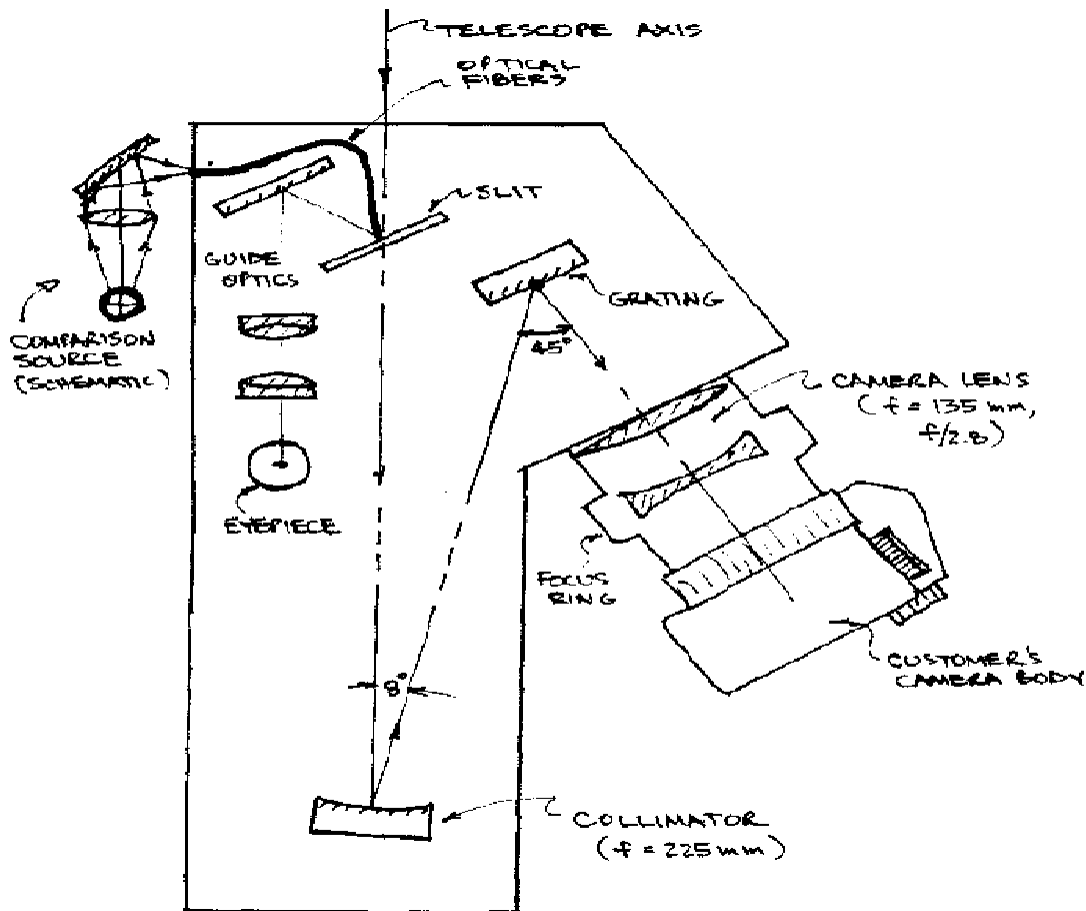 TELESCOPE AXIS
OPTICAL
FIBERS
SLIT
GUIDE
OPTICS
GRATING
COMPARISON
SOURCE
(SCHEMATIC)
45°
CAMERA LENS
(f = 135 mm,
f/2.8)
EYEPIECE
FOCUS
RING
8°
CUSTOMER'S
CAMERA BODY
COLLIMATOR
(f = 225 mm)